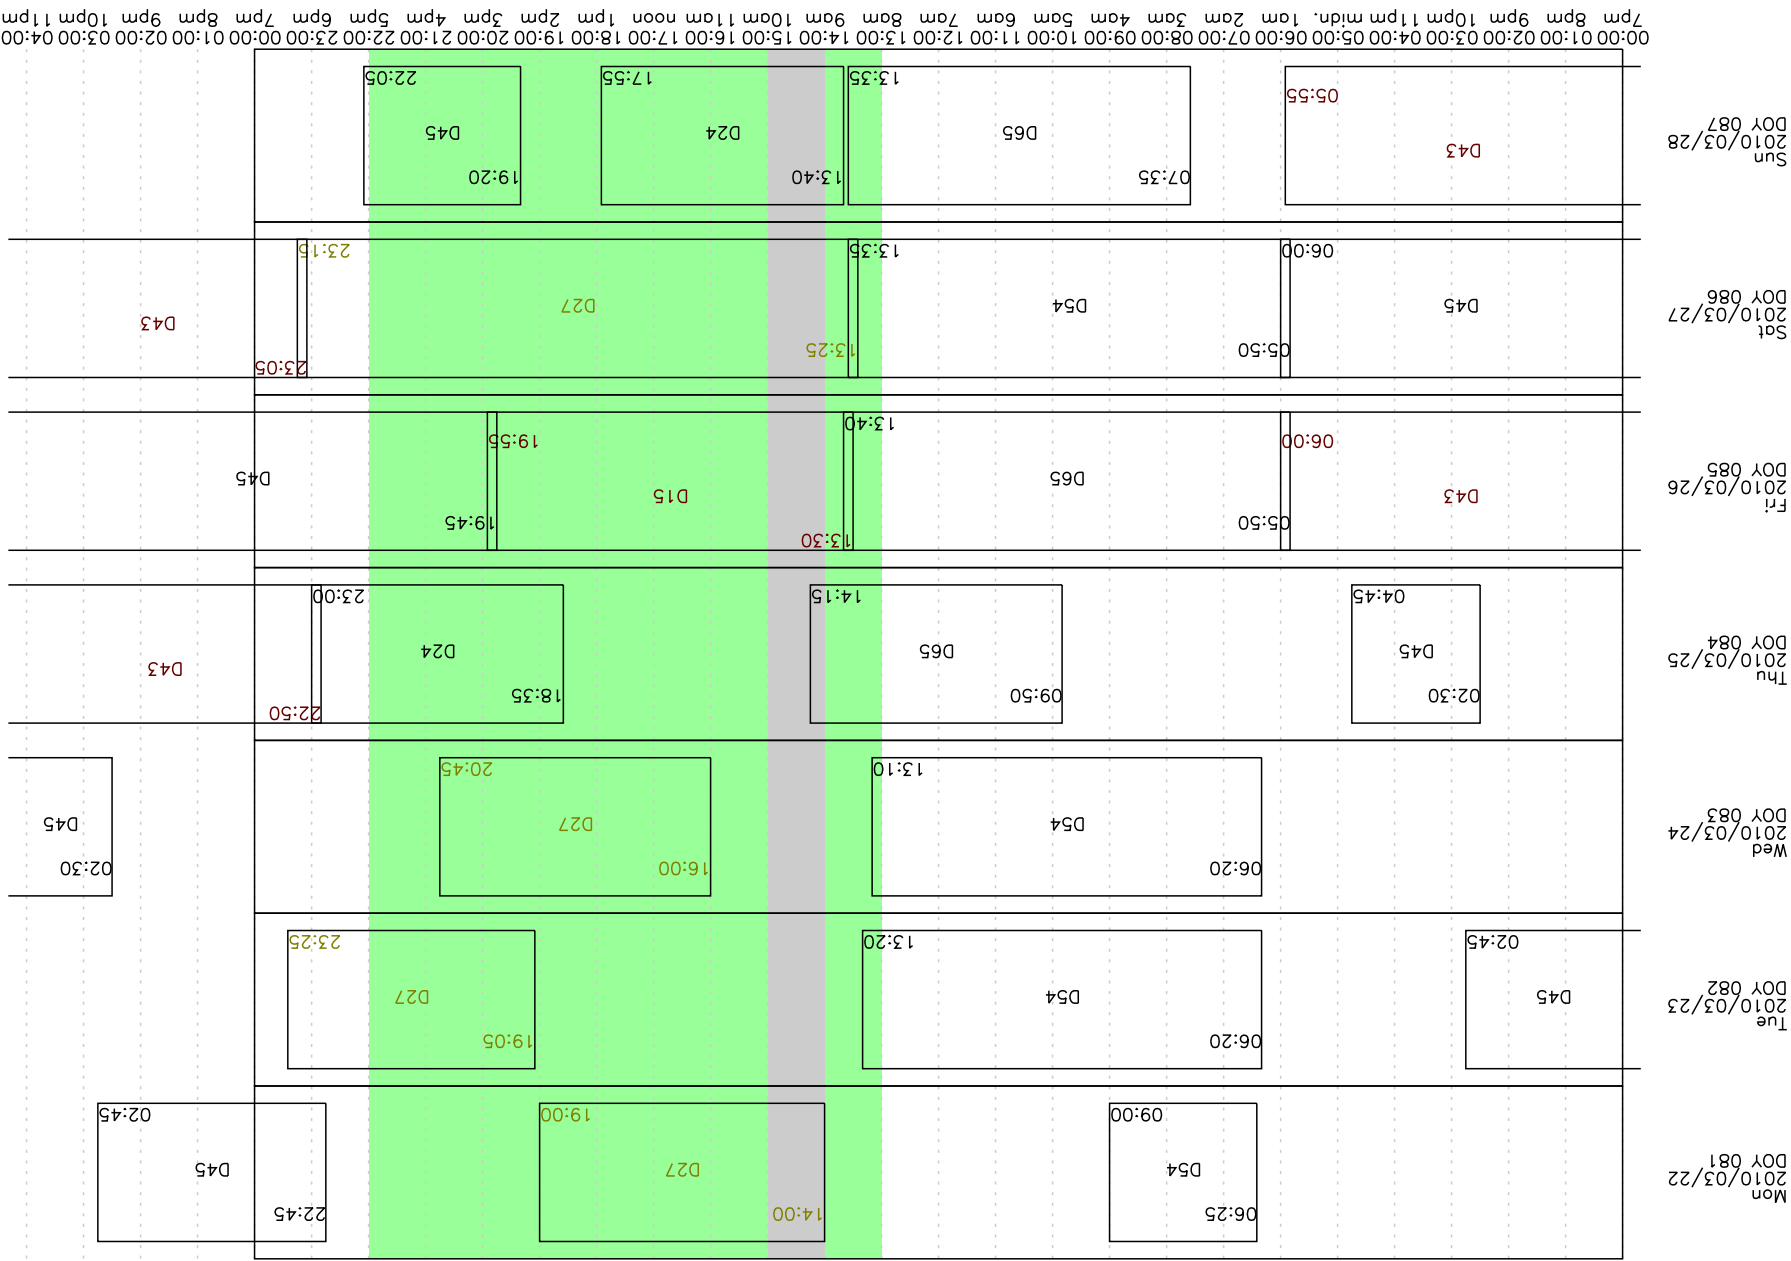 Mon
2010/03/22
DOY 081
06:25
D54
09:00
14:00
D27
19:00
22:45
D45
02:45
Tue
2010/03/23
DOY 082
D45
02:45
06:20
D54
13:20
19:05
D27
23:25
Wed
2010/03/24
DOY 083
06:20
D54
13:10
16:00
D27
20:45
02:30
D45
Thu
2010/03/25
DOY 084
02:30
D45
04:45
09:50
D65
14:15
18:35
D24
23:00
22:50
D43
Fri
2010/03/26
DOY 085
D43
06:00
05:50
D65
13:40
13:30
D15
19:55
19:45
D45
Sat
2010/03/27
DOY 086
D45
06:00
05:50
D54
13:35
13:25
D27
23:15
23:05
D43
Sun
2010/03/28
DOY 087
D43
05:55
07:35
D65
13:35
13:40
D24
17:55
19:20
D45
22:05
00:00 01:00 02:00 03:00 04:00 05:00 06:00 07:00 08:00 09:00 10:00 11:00 12:00 13:00 14:00 15:00 16:00 17:00 18:00 19:00 20:00 21:00 22:00 23:00 00:00 01:00 02:00 03:00 04:00
7pm 8pm 9pm 10pm 11pm midn. 1am 2am 3am 4am 5am 6am 7am 8am 9am 10am 11am noon 1pm 2pm 3pm 4pm 5pm 6pm 7pm 8pm 9pm 10pm 11pm